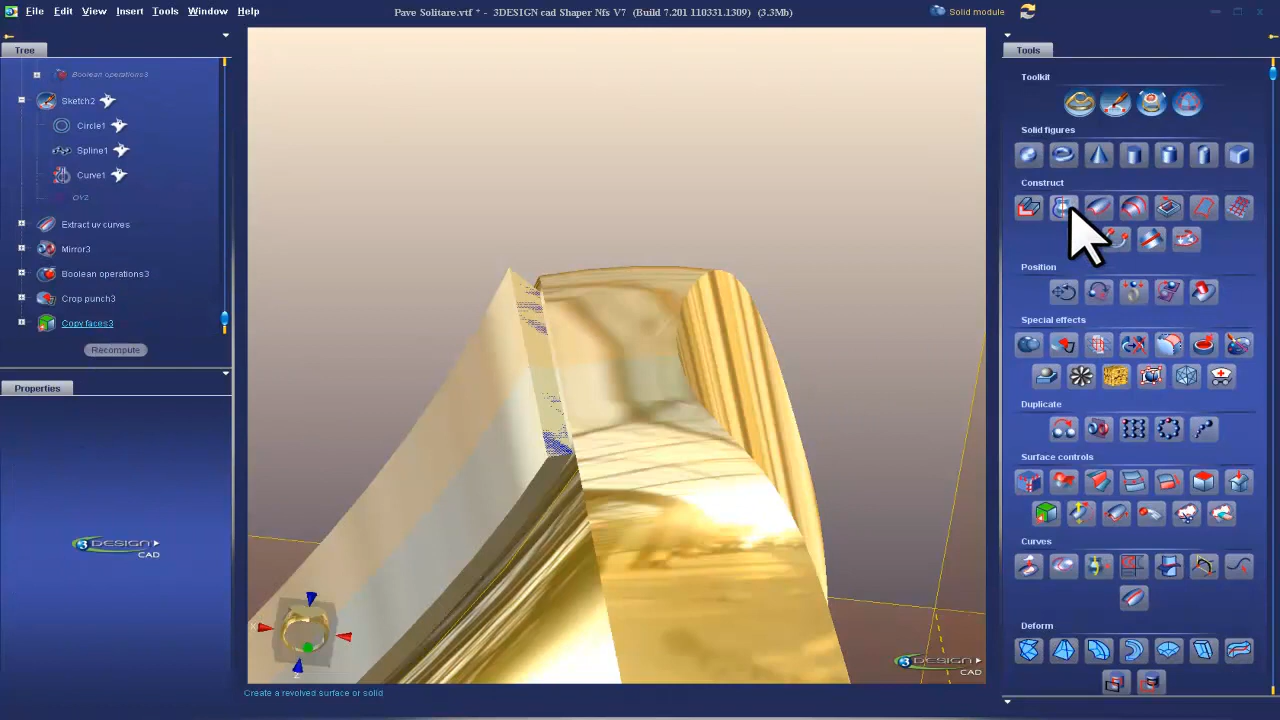 File Edit View Insert Tools Window Help
Pave Solitare.vtf * - 3DESIGN cad Shaper Nfs V7 (Build 7.201 110331.1309) (3.3Mb)
Solid module
Tree
Boolean operations3
Sketch2
Circle1
Spline1
Curve1
Extract uv curves
Mirror3
Boolean operations3
Crop punch3
Copy faces3
Recompute
Properties
3DESIGN
CAD
Z
3DESIGN
CAD
Create a revolved surface or solid
Tools
Toolkit
Solid figures
Construct
Position
Special effects
Duplicate
Surface controls
Curves
Deform